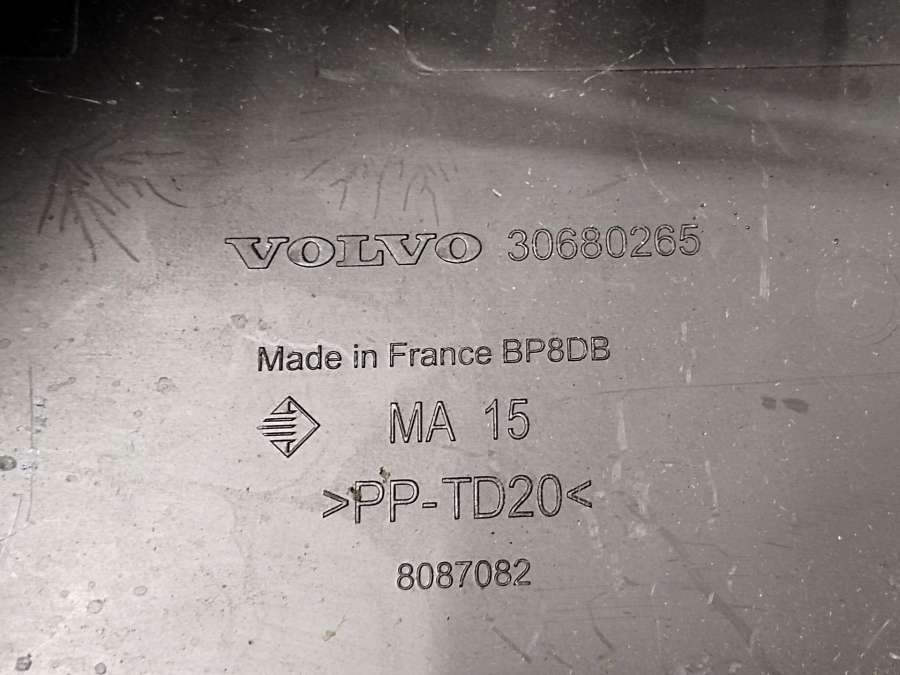 VOLVO 30680265
Made in France BP8DB
MA 15
>PP-TD20<
8087082